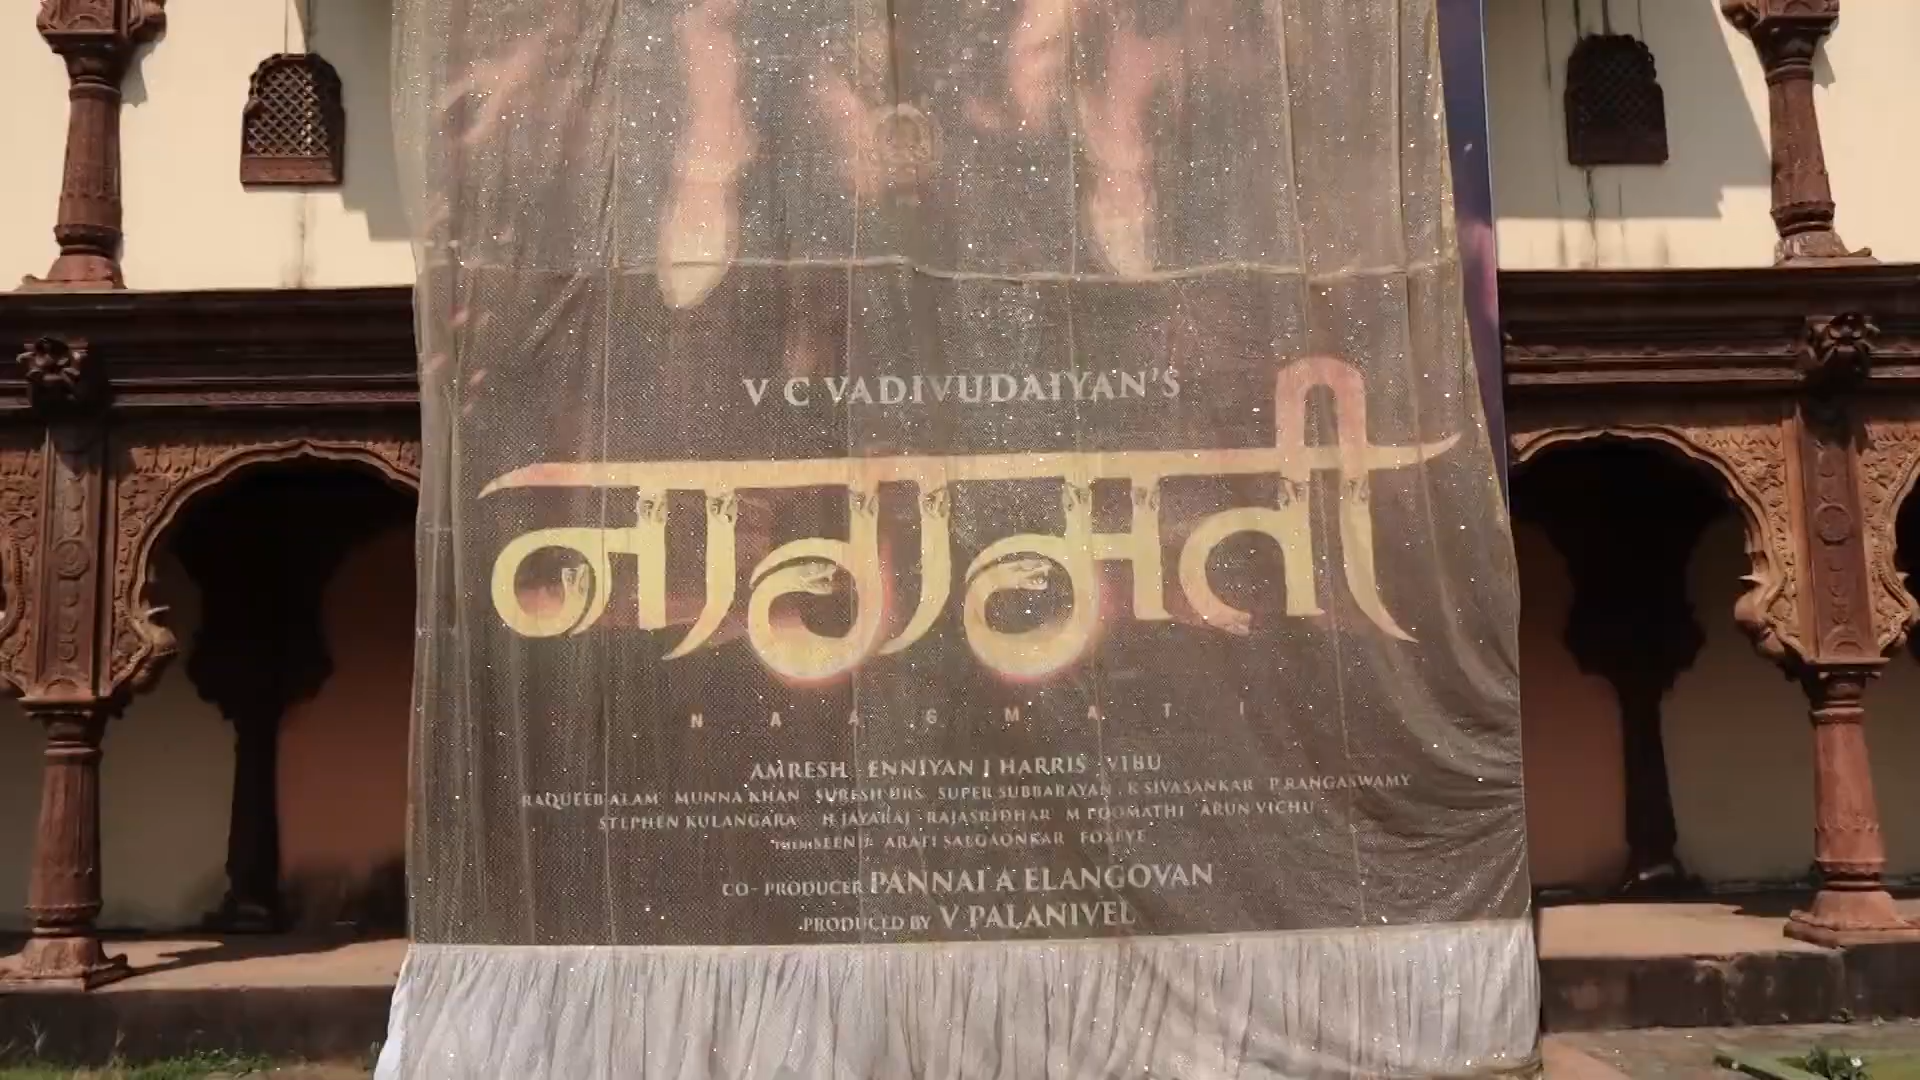 V C VADIVUDAIYAN'S
नागमती
NAAGMATI
AMRESH ENNIYAN J HARRIS VIBU
RAQUEEB ALAM MUNNA KHAN SURESH URS SUPER SUBBARAYAN K SIVASANKAR P.RANGASWAMY
STEPHEN KULANGARA H JAYARAJ RAJASRIDHAR M POOMATHI ARUN VICHU
ARATI SALGAONKAR FOXEYE
CO- PRODUCER PANNAI A ELANGOVAN
PRODUCED BY V PALANIVEL